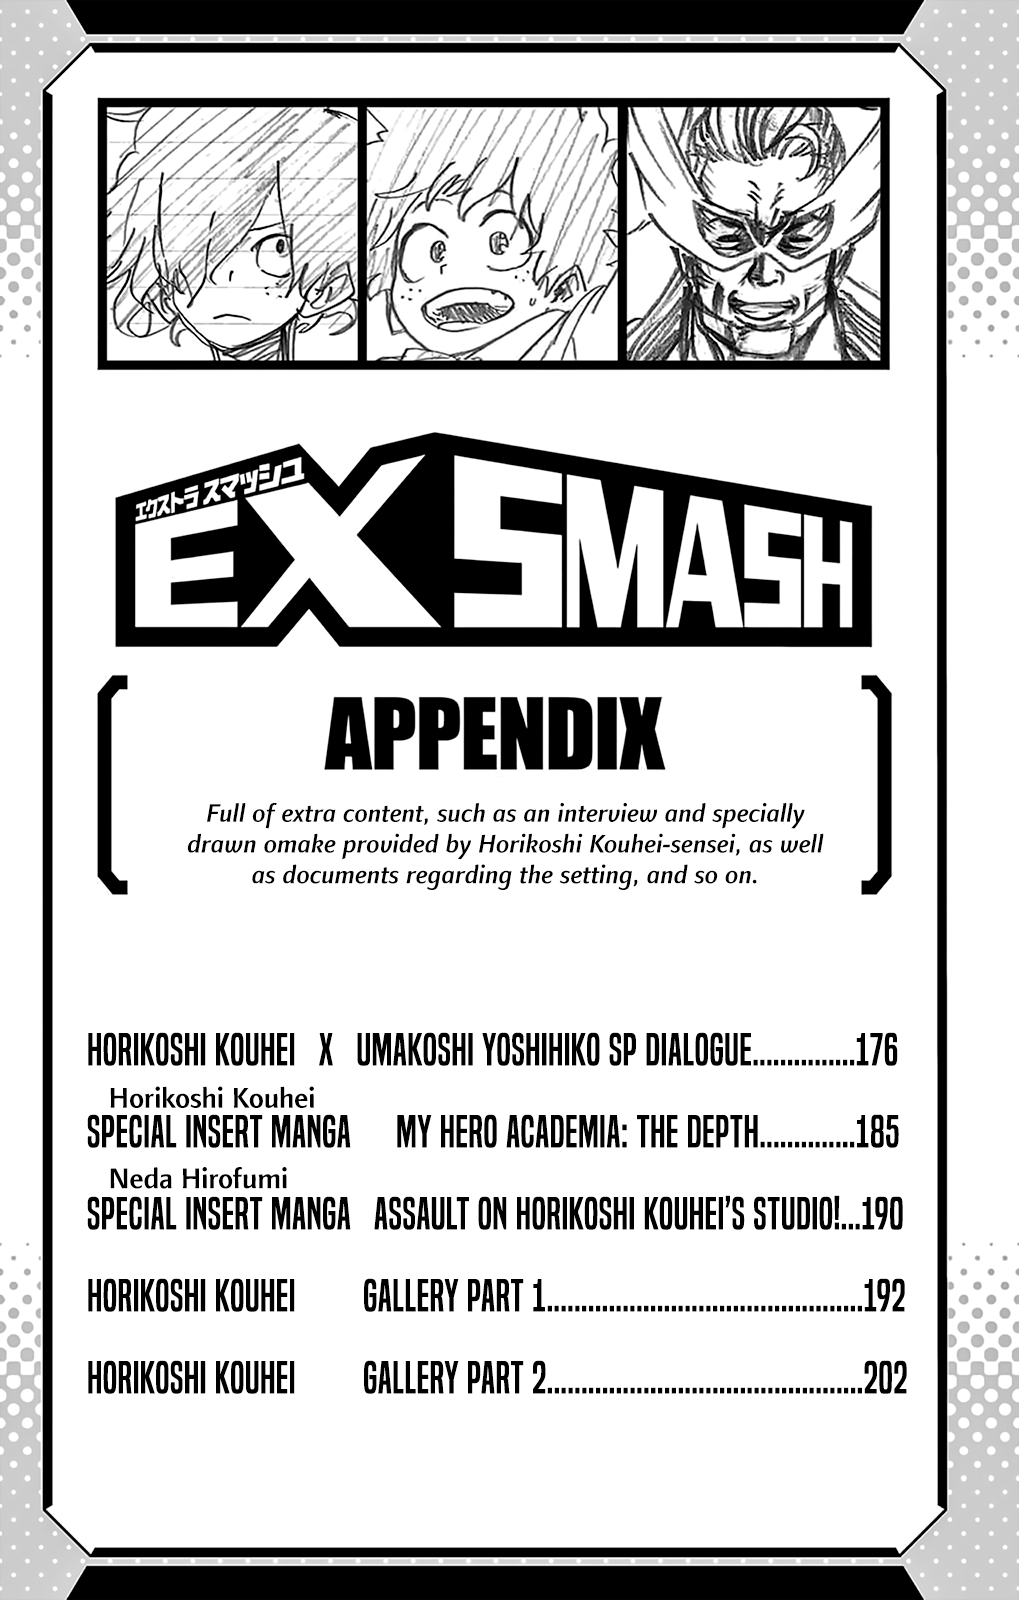 エクストラ スマッシュ
EX SMASH
APPENDIX
Full of extra content, such as an interview and specially
drawn omake provided by Horikoshi Kouhei-sensei, as well
as documents regarding the setting, and so on.
HORIKOSHI KOUHEI X UMAKOSHI YOSHIHIKO SP DIALOGUE...............176
Horikoshi Kouhei
SPECIAL INSERT MANGA MY HERO ACADEMIA: THE DEPTH..............185
Neda Hirofumi
SPECIAL INSERT MANGA ASSAULT ON HORIKOSHI KOUHEI'S STUDIO!...190
HORIKOSHI KOUHEI GALLERY PART 1..............................................192
HORIKOSHI KOUHEI GALLERY PART 2..............................................202